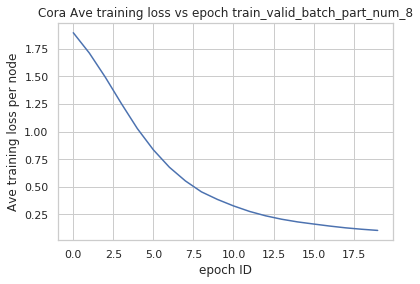 Cora Ave training loss vs epoch train_valid_batch_part_num_8
Ave training loss per node
1.75
1.50
1.25
1.00
0.75
0.50
0.25
0.0 2.5 5.0 7.5 10.0 12.5 15.0 17.5
epoch ID